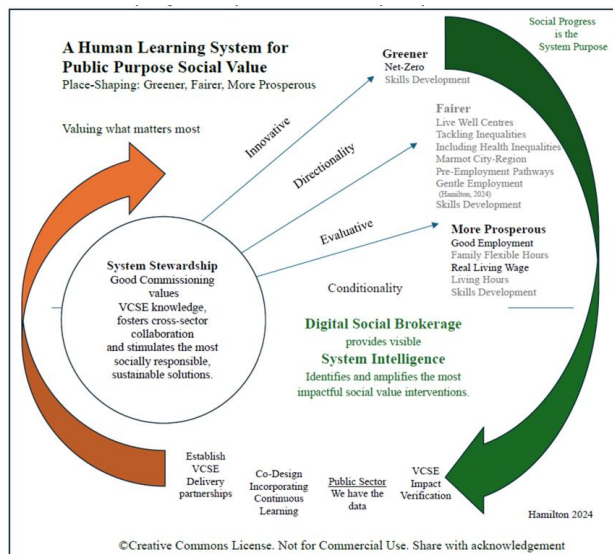 Social Progress
is the
System Purpose
A Human Learning System for
Public Purpose Social Value
Place-Shaping: Greener, Fairer, More Prosperous
Valuing what matters most
Innovative
Directionality
Evaluative
Conditionality
Greener
Net-Zero
Skills Development
Fairer
Live Well Centres
Tackling Inequalities
Including Health Inequalities
Marmot City-Region
Pre-Employment Pathways
Gentle Employment
(Hamilton, 2024)
Skills Development
More Prosperous
Good Employment
Family Flexible Hours
Real Living Wage
Living Hours
Skills Development
System Stewardship
Good Commissioning
values
VCSE knowledge,
fosters cross-sector
collaboration
and stimulates the most
socially responsible,
sustainable solutions.
Digital Social Brokerage
provides visible
System Intelligence
Identifies and amplifies the most
impactful social value interventions.
Establish
VCSE
Delivery
partnerships
Co-Design
Incorporating
Continuous
Learning
Public Sector
We have the
data
VCSE
Impact
Verification
Hamilton 2024
©Creative Commons License. Not for Commercial Use. Share with acknowledgement